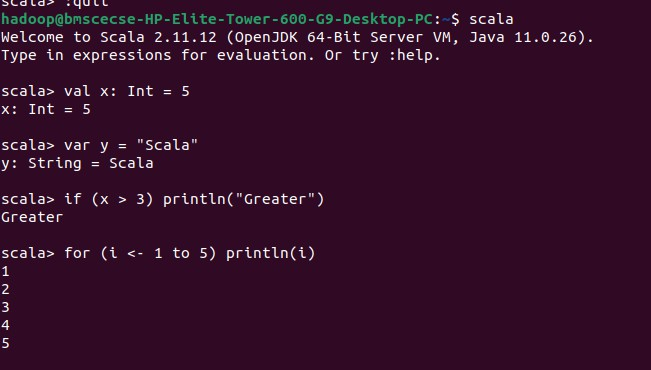 scala> :quit
hadoop@bmscecse-HP-Elite-Tower-600-G9-Desktop-PC:~$ scala
Welcome to Scala 2.11.12 (OpenJDK 64-Bit Server VM, Java 11.0.26).
Type in expressions for evaluation. Or try :help.
scala> val x: Int = 5
x: Int = 5
scala> var y = "Scala"
y: String = Scala
scala> if (x > 3) println("Greater")
Greater
scala> for (i <- 1 to 5) println(i)
1
2
3
4
5